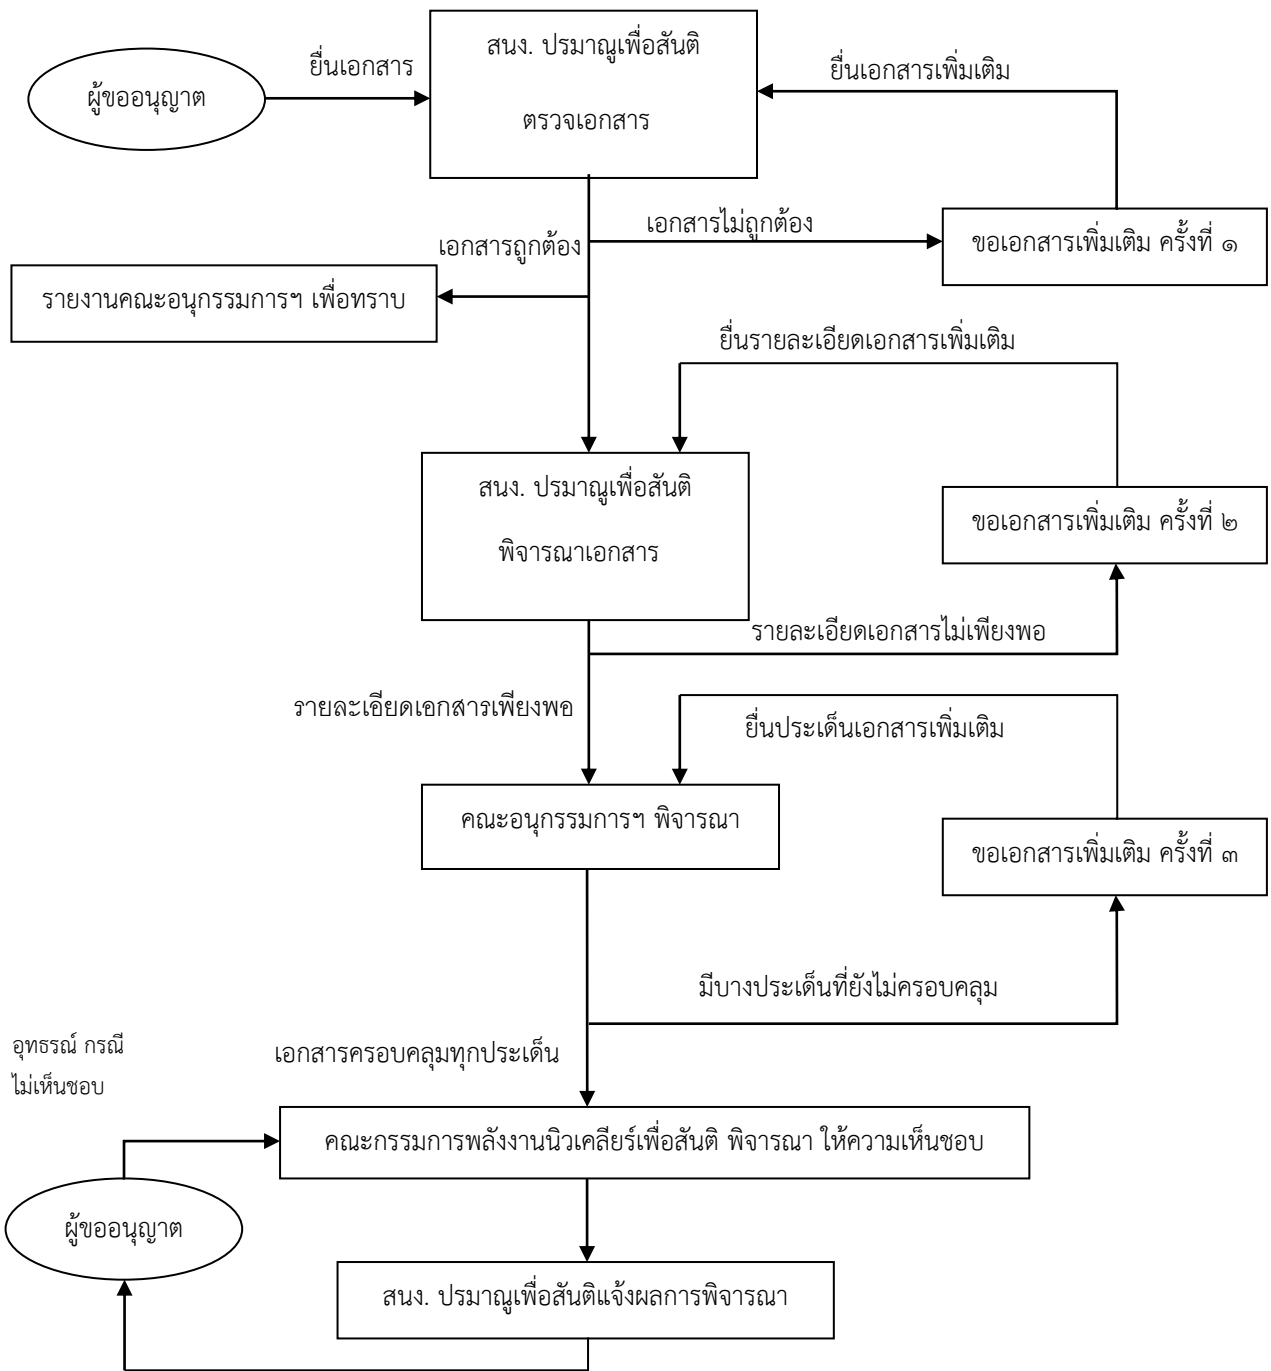 สนง. ปรมาณูเพื่อสันติ
ตรวจเอกสาร
ยื่นเอกสาร
ยื่นเอกสารเพิ่มเติม
ผู้ขออนุญาต
เอกสารไม่ถูกต้อง
เอกสารถูกต้อง
ขอเอกสารเพิ่มเติม ครั้งที่ ๑
รายงานคณะอนุกรรมการฯ เพื่อทราบ
ยื่นรายละเอียดเอกสารเพิ่มเติม
สนง. ปรมาณูเพื่อสันติ
พิจารณาเอกสาร
ขอเอกสารเพิ่มเติม ครั้งที่ ๒
รายละเอียดเอกสารไม่เพียงพอ
รายละเอียดเอกสารเพียงพอ
ยื่นประเด็นเอกสารเพิ่มเติม
คณะอนุกรรมการฯ พิจารณา
ขอเอกสารเพิ่มเติม ครั้งที่ ๓
มีบางประเด็นที่ยังไม่ครอบคลุม
เอกสารครอบคลุมทุกประเด็น
อุทธรณ์ กรณี
ไม่เห็นชอบ
คณะกรรมการพลังงานนิวเคลียร์เพื่อสันติ พิจารณา ให้ความเห็นชอบ
ผู้ขออนุญาต
สนง. ปรมาณูเพื่อสันติแจ้งผลการพิจารณา